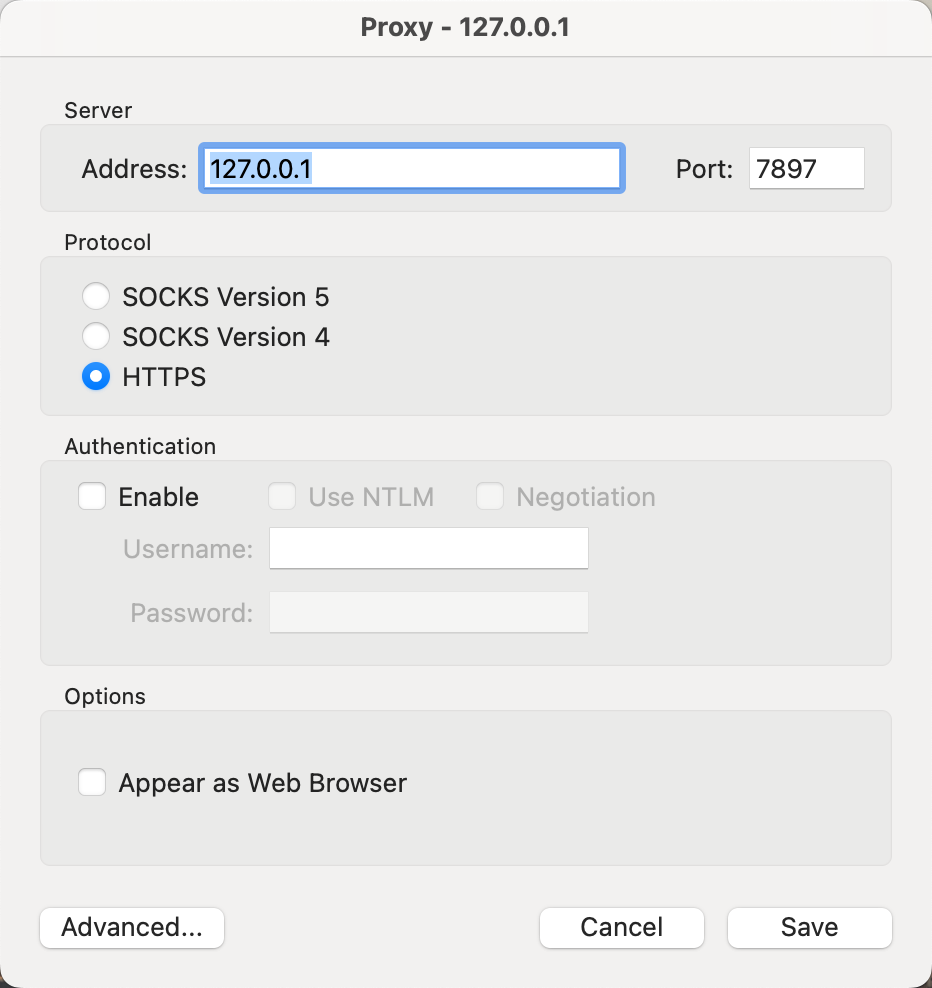 Proxy - 127.0.0.1
Server
Address: 127.0.0.1 Port: 7897
Protocol
SOCKS Version 5
SOCKS Version 4
HTTPS
Authentication
Enable Use NTLM Negotiation
Username:
Password:
Options
Appear as Web Browser
Advanced... Cancel Save